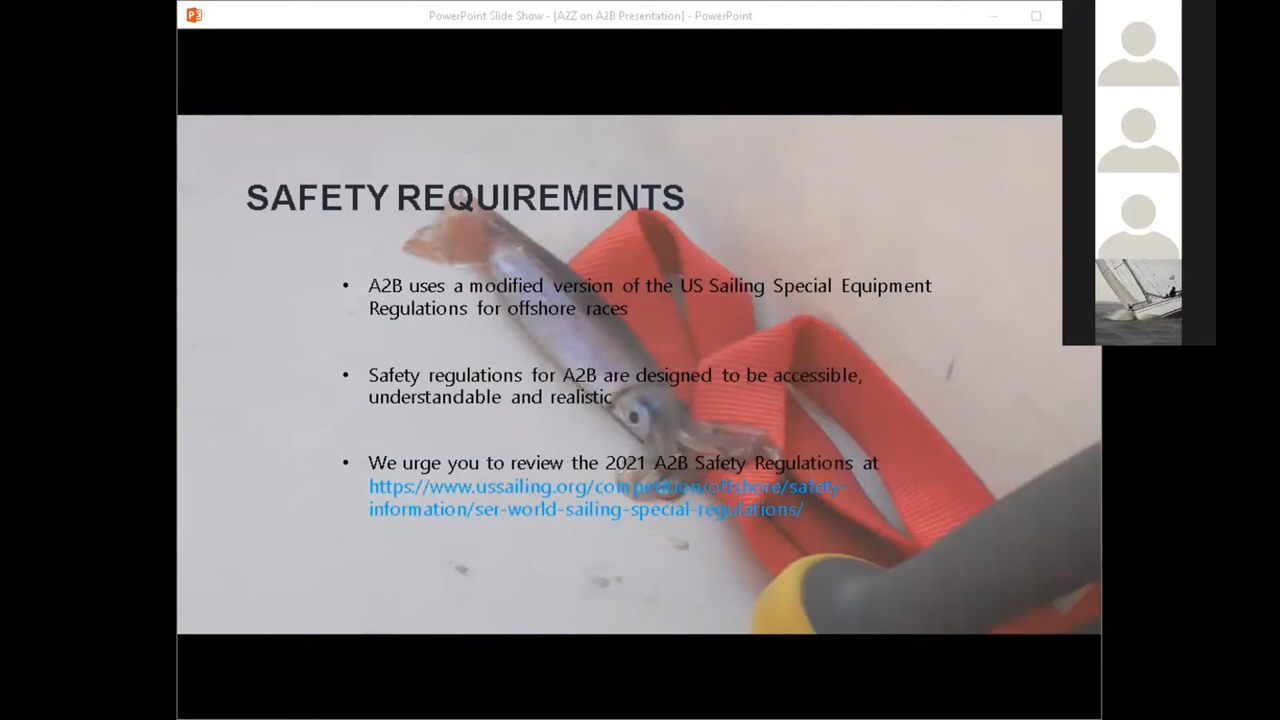 PowerPoint Slide Show - [A2Z on A2B Presentation] - PowerPoint
SAFETY REQUIREMENTS
• A2B uses a modified version of the US Sailing Special Equipment
Regulations for offshore races
• Safety regulations for A2B are designed to be accessible,
understandable and realistic
• We urge you to review the 2021 A2B Safety Regulations at
https://www.ussailing.org/competition/offshore/safety-
information/ser-world-sailing-special-regulations/